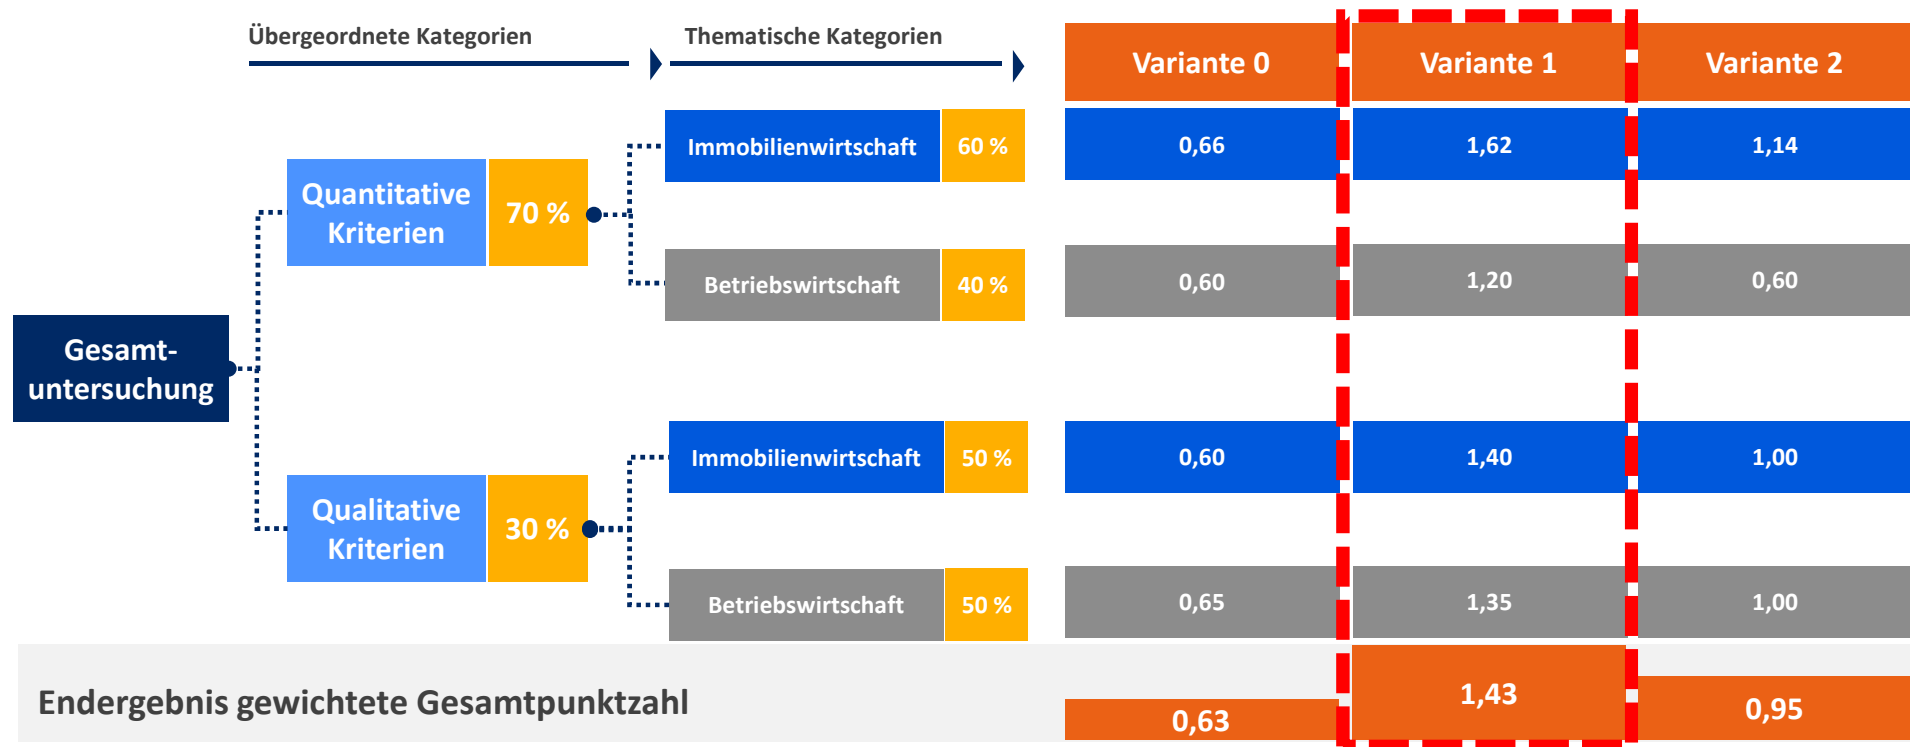 Übergeordnete Kategorien
Thematische Kategorien
Variante 0
Variante 1
Variante 2
Immobilienwirtschaft
60 %
0,66
1,62
1,14
Quantitative
Kriterien
70 %
Betriebswirtschaft
40 %
0,60
1,20
0,60
Gesamt-
untersuchung
Immobilienwirtschaft
50 %
0,60
1,40
1,00
Qualitative
Kriterien
30 %
Betriebswirtschaft
50 %
0,65
1,35
1,00
Endergebnis gewichtete Gesamtpunktzahl
0,63
1,43
0,95